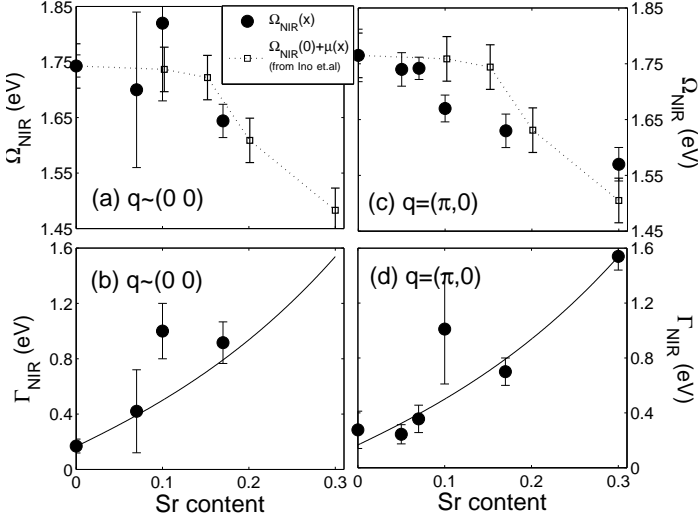 1.85
1.75
1.65
1.55
1.45
Ω_NIR (eV)
(a) q~(0 0)
Ω_NIR(x)
Ω_NIR(0)+μ(x)
(from Ino et.al)
1.85
1.75
1.65
1.55
1.45
Ω_NIR (eV)
(c) q=(π,0)
1.6
1.2
0.8
0.4
0
Γ_NIR (eV)
(b) q~(0 0)
0
0.1
0.2
0.3
Sr content
1.6
1.2
0.8
0.4
0
Γ_NIR (eV)
(d) q=(π,0)
0
0.1
0.2
0.3
Sr content